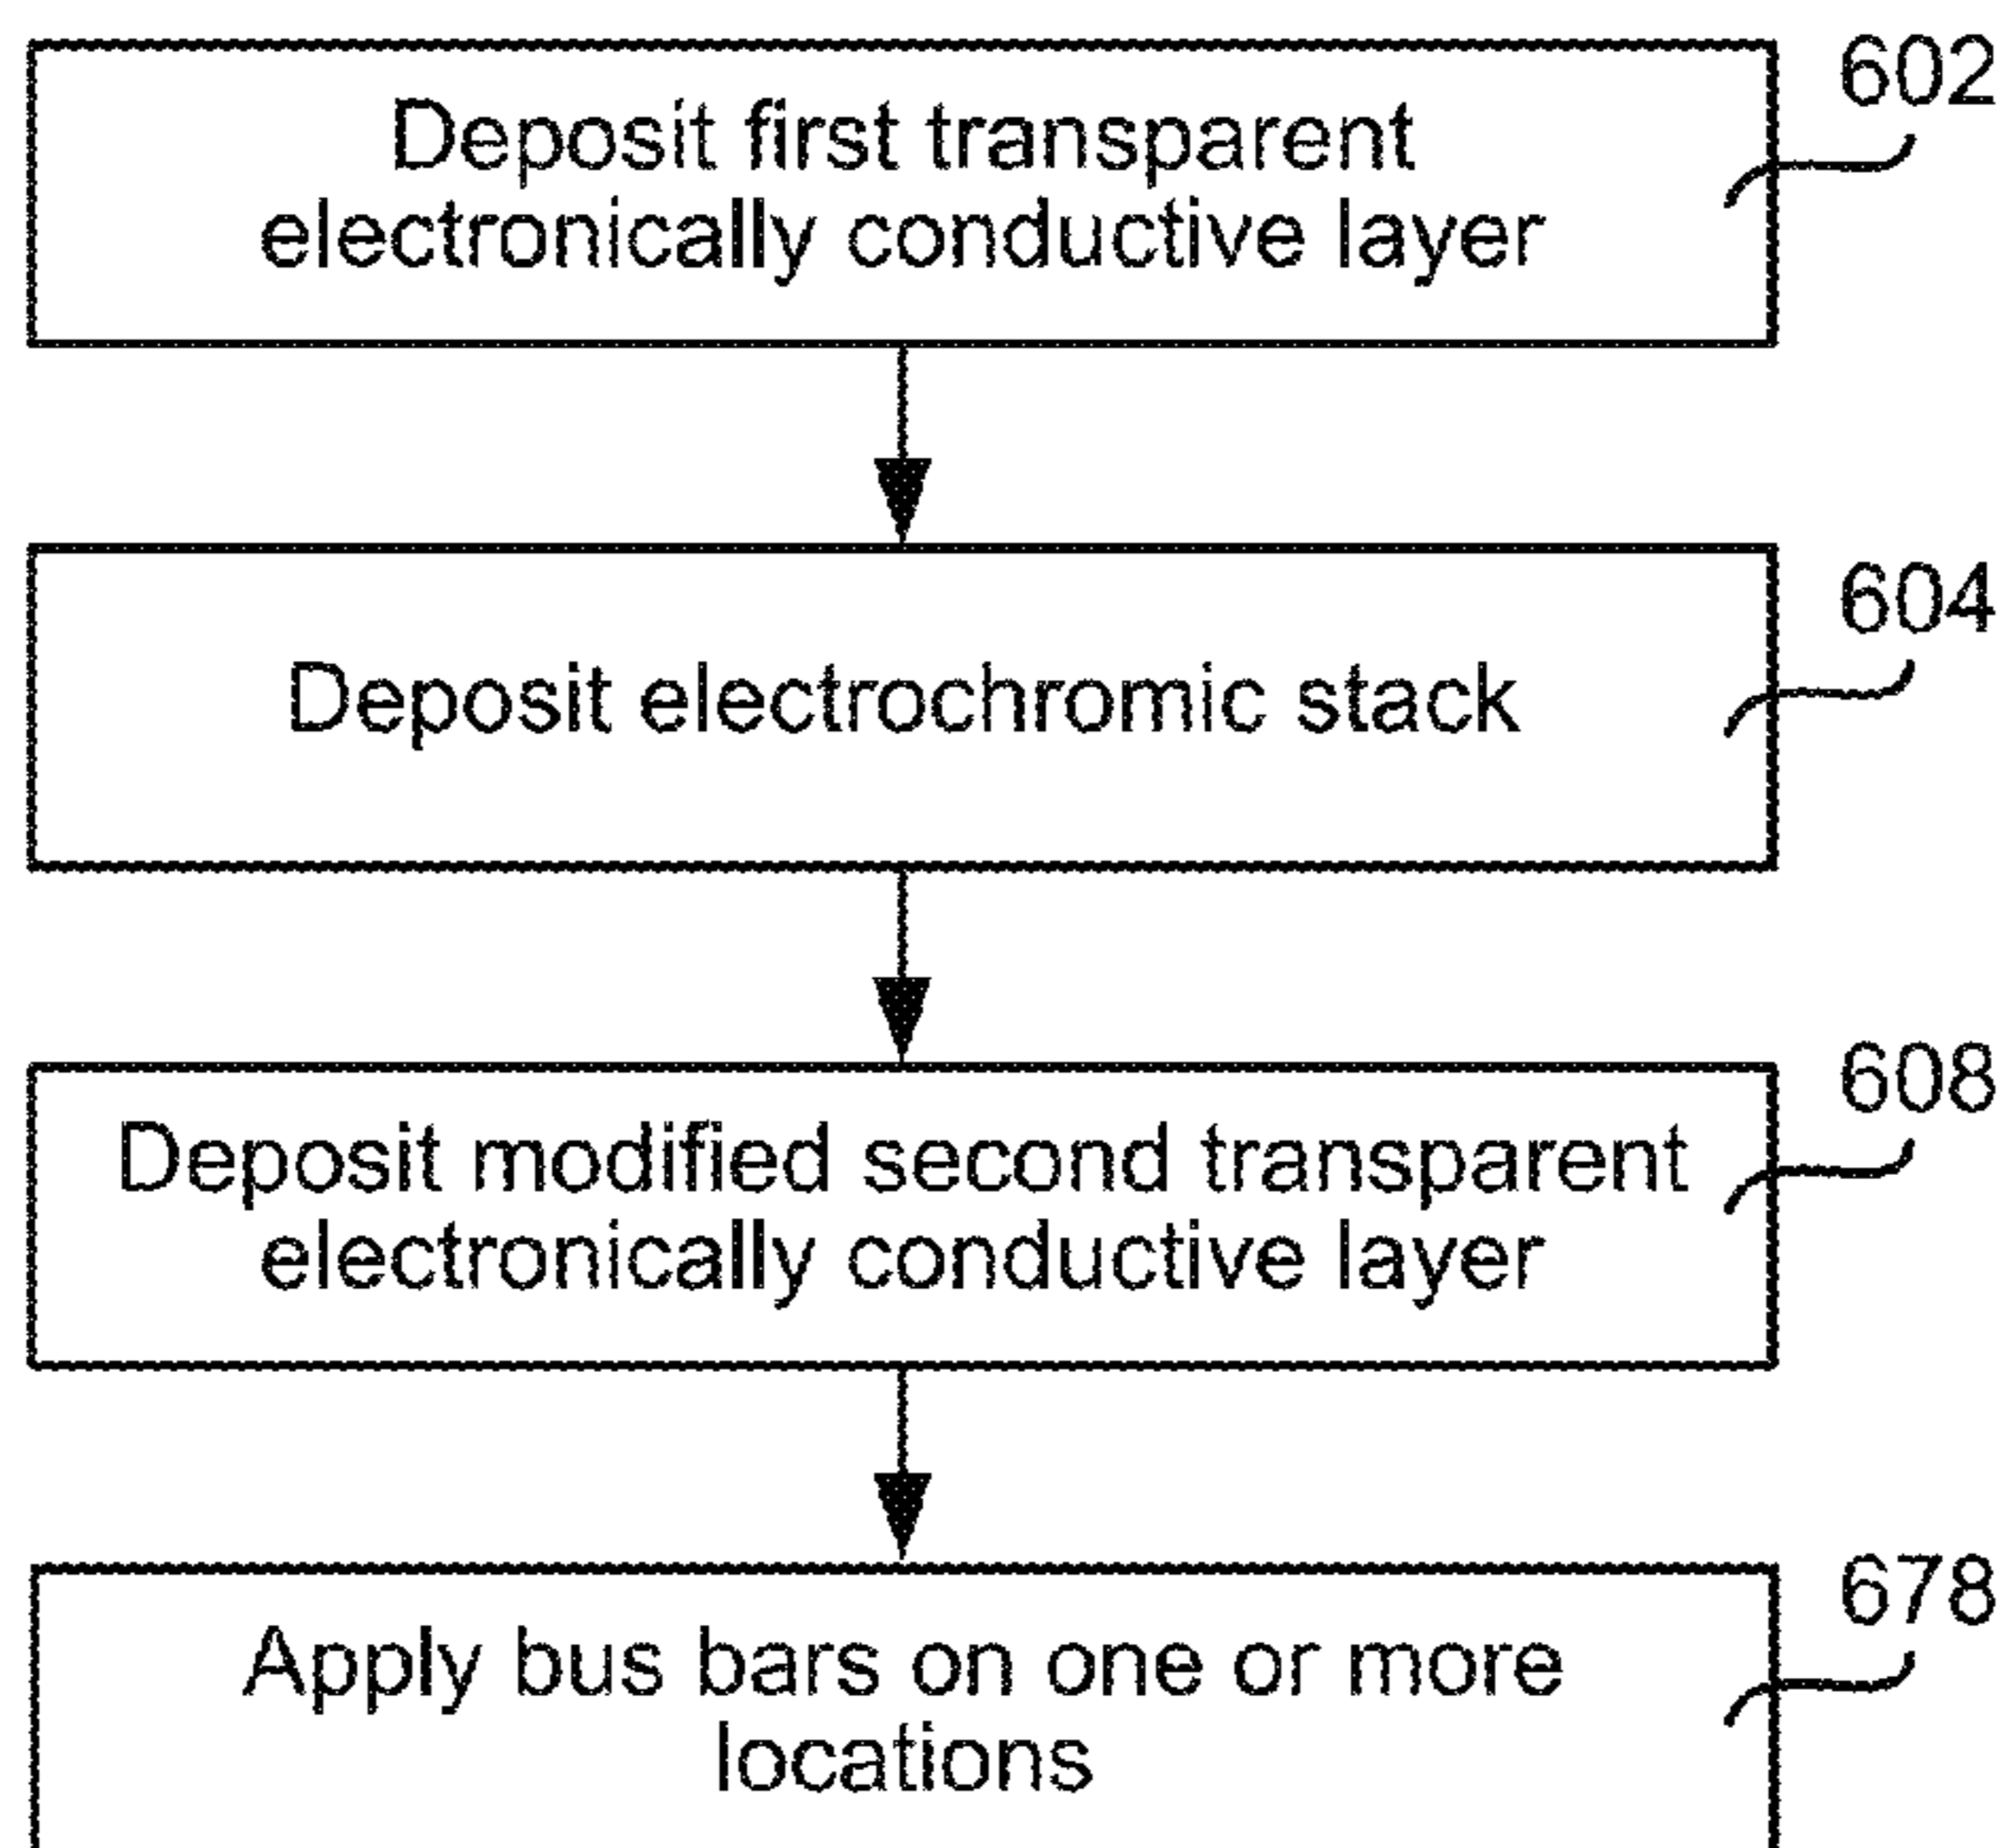 602
Deposit first transparent
electronically conductive layer
604
Deposit electrochromic stack
608
Deposit modified second transparent
electronically conductive layer
678
Apply bus bars on one or more
locations